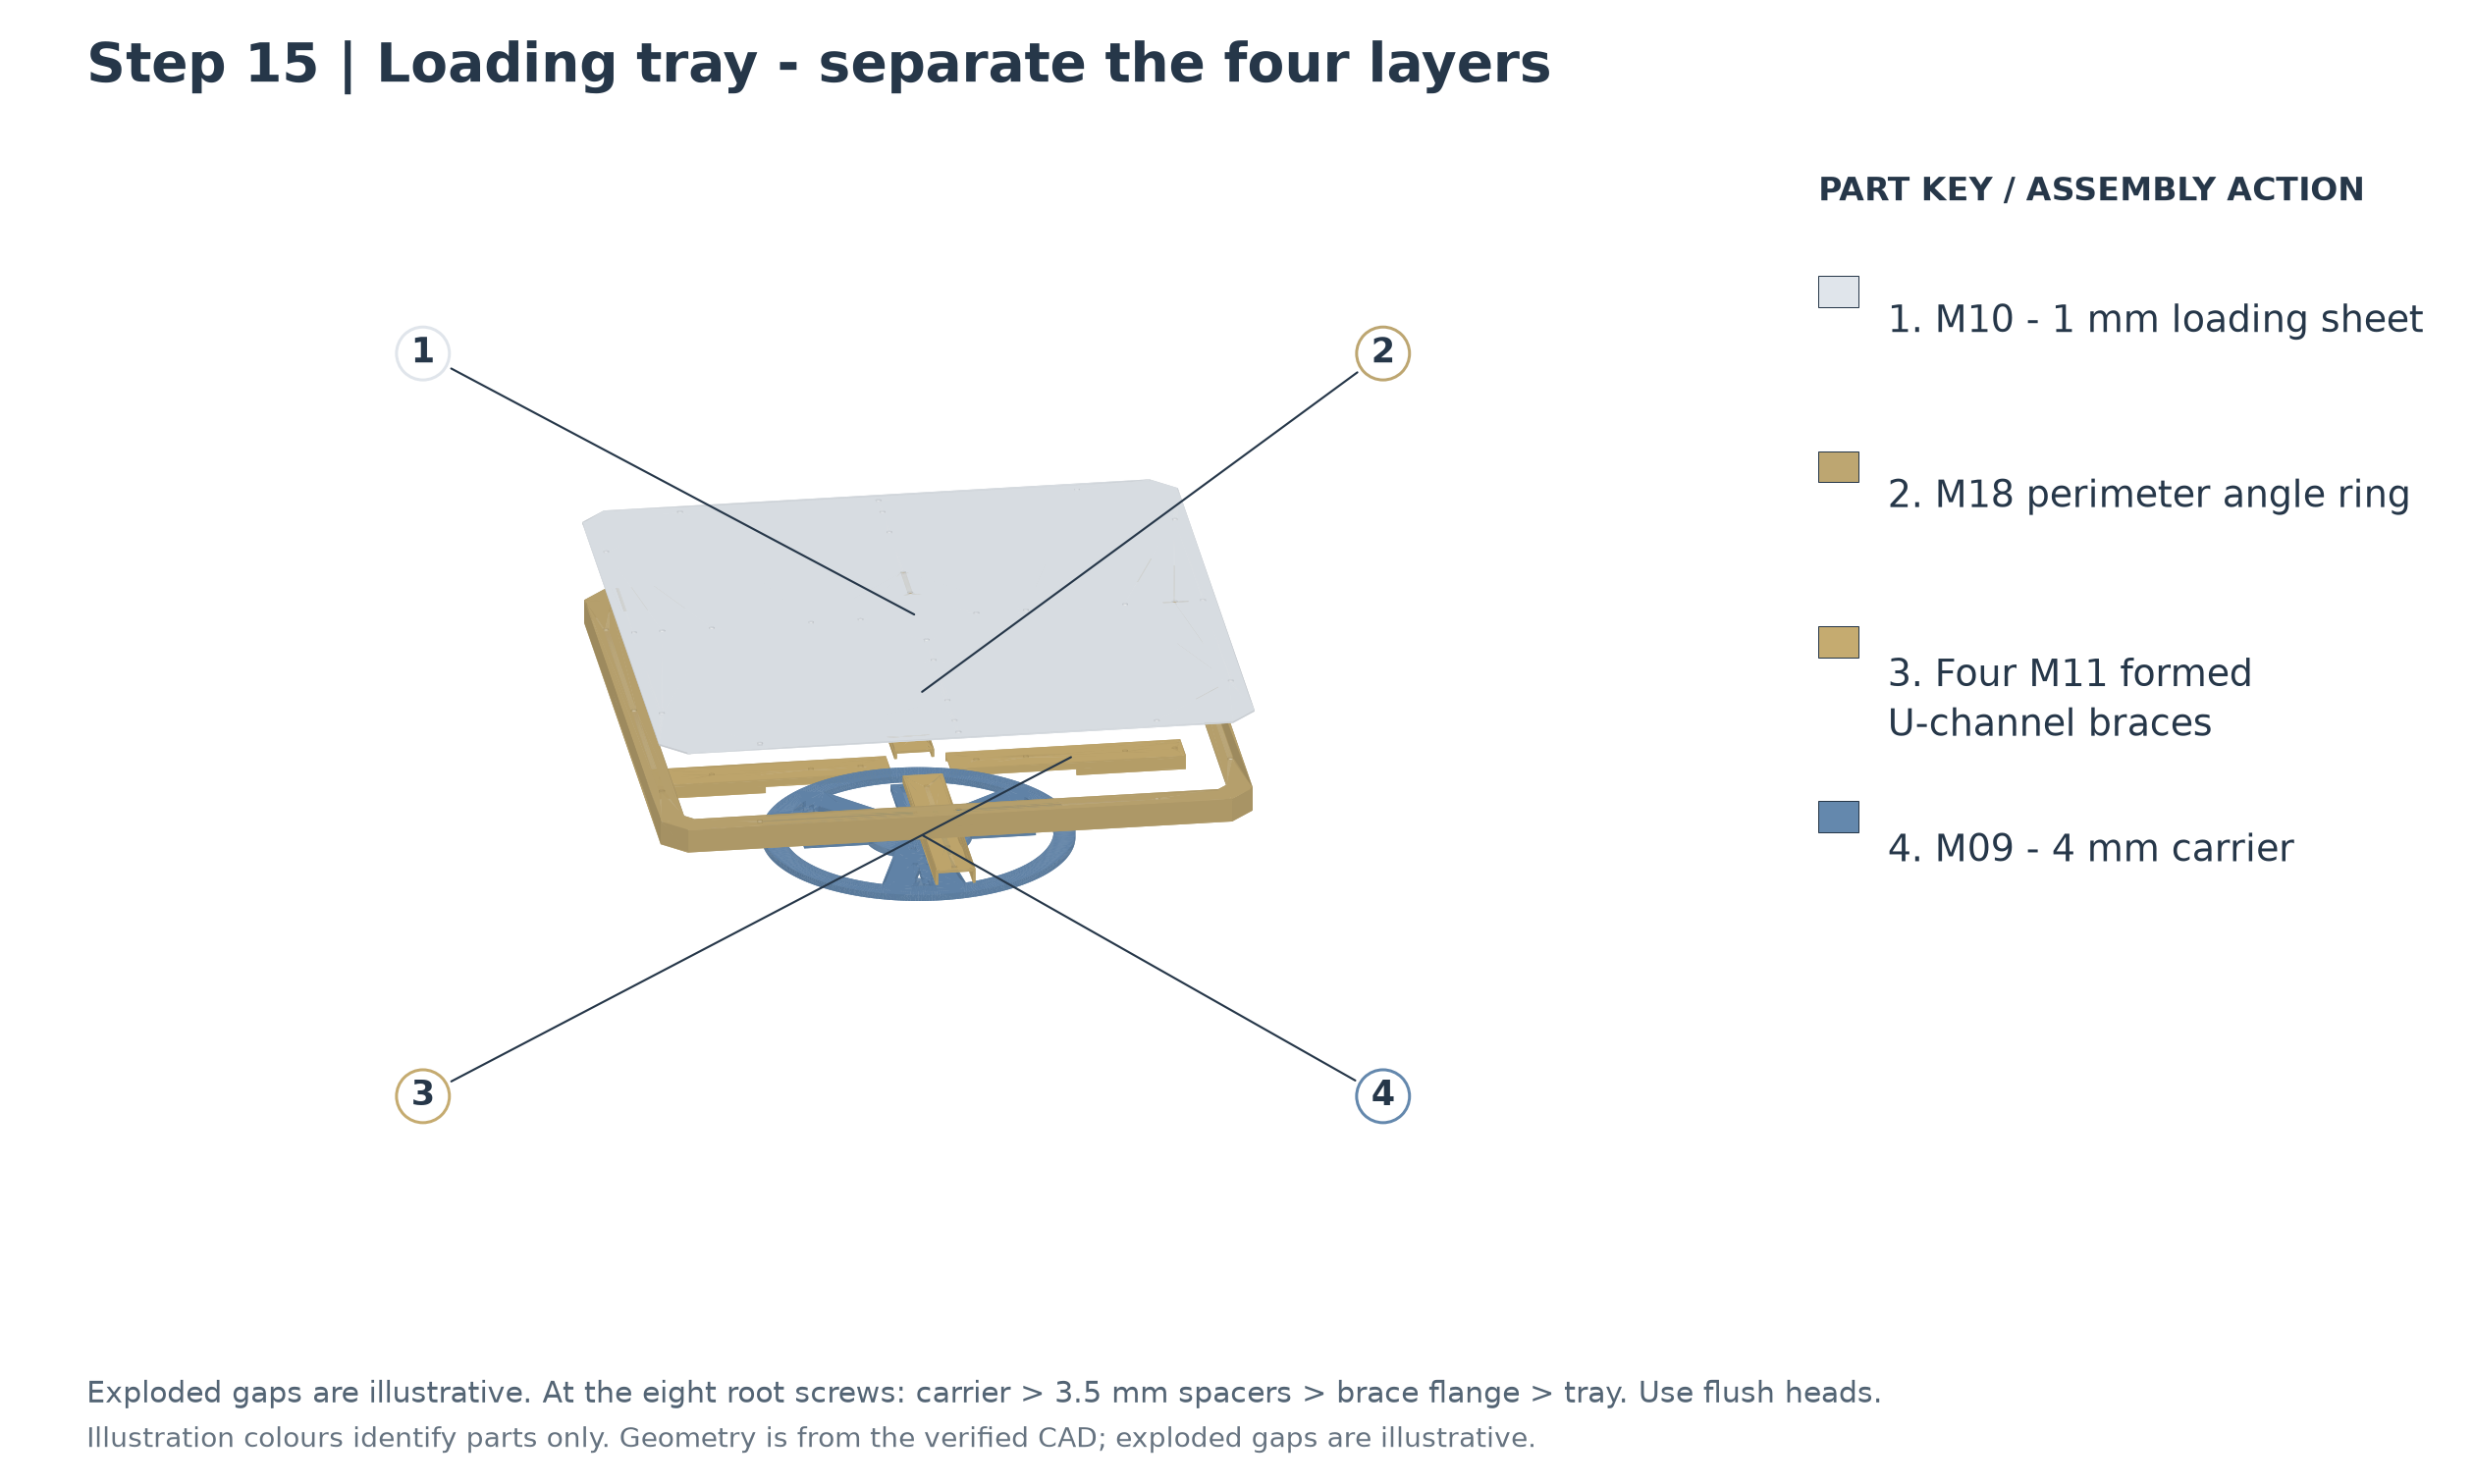 Step 15 | Loading tray - separate the four layers
PART KEY / ASSEMBLY ACTION
1. M10 - 1 mm loading sheet
2. M18 perimeter angle ring
3. Four M11 formed
U-channel braces
4. M09 - 4 mm carrier
1
2
3
4
Exploded gaps are illustrative. At the eight root screws: carrier > 3.5 mm spacers > brace flange > tray. Use flush heads.
Illustration colours identify parts only. Geometry is from the verified CAD; exploded gaps are illustrative.